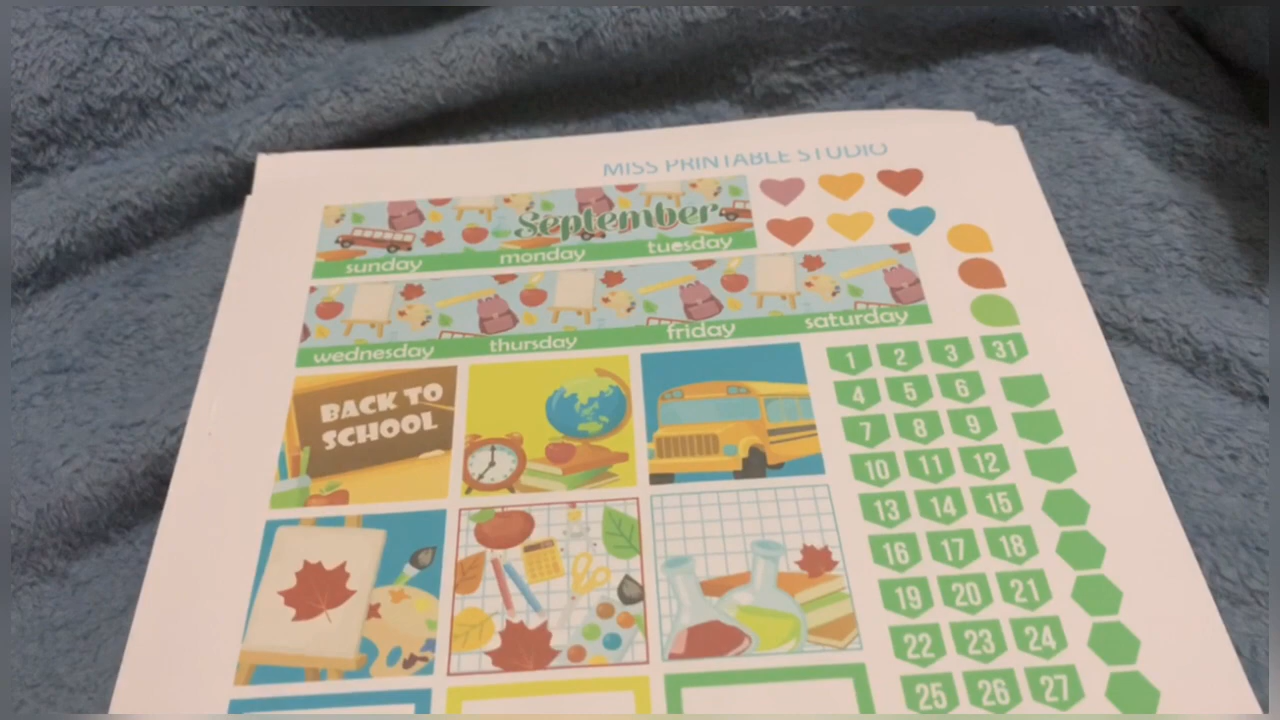 MISS PRINTABLE STUDIO
September
sunday monday tuesday
wednesday thursday friday saturday
BACK TO
SCHOOL
1 2 3 31
4 5 6
7 8 9
10 11 12
13 14 15
16 17 18
19 20 21
22 23 24
25 26 27